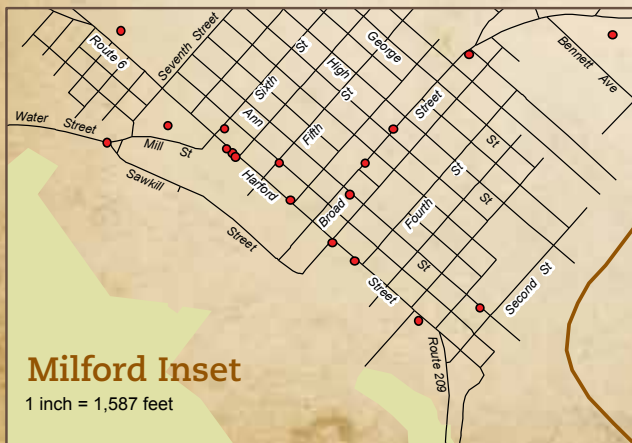 Route 6
Seventh Street
Sixth
St
High
St
George
Bennett Ave
Water Street
Mill St
Ann
Fifth
Street
St
Sawkill
Street
Harford
Broad
St
St
Fourth
St
Street
Second St
Route 209
Milford Inset
1 inch = 1,587 feet